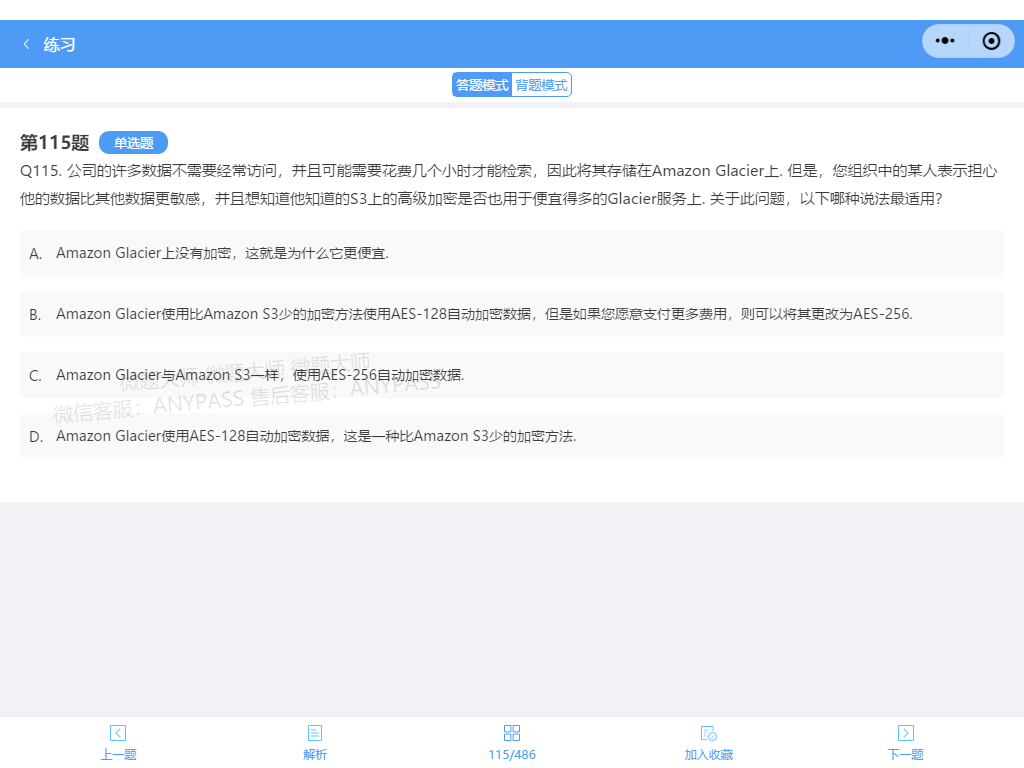 练习
答题模式 背题模式
第115题 单选题
Q115. 公司的许多数据不需要经常访问，并且可能需要花费几个小时才能检索，因此将其存储在Amazon Glacier上. 但是，您组织中的某人表示担心
他的数据比其他数据更敏感，并且想知道他知道的S3上的高级加密是否也用于便宜得多的Glacier服务上. 关于此问题，以下哪种说法最适用?
A. Amazon Glacier上没有加密，这就是为什么它更便宜.
B. Amazon Glacier使用比Amazon S3少的加密方法使用AES-128自动加密数据，但是如果您愿意支付更多费用，则可以将其更改为AES-256.
微题大师 微题大师 微题大师
C. Amazon Glacier与Amazon S3一样，使用AES-256自动加密数据.
微信客服：ANYPASS 售后客服：ANYPASS
D. Amazon Glacier使用AES-128自动加密数据，这是一种比Amazon S3少的加密方法.
上一题 解析 115/486 加入收藏 下一题